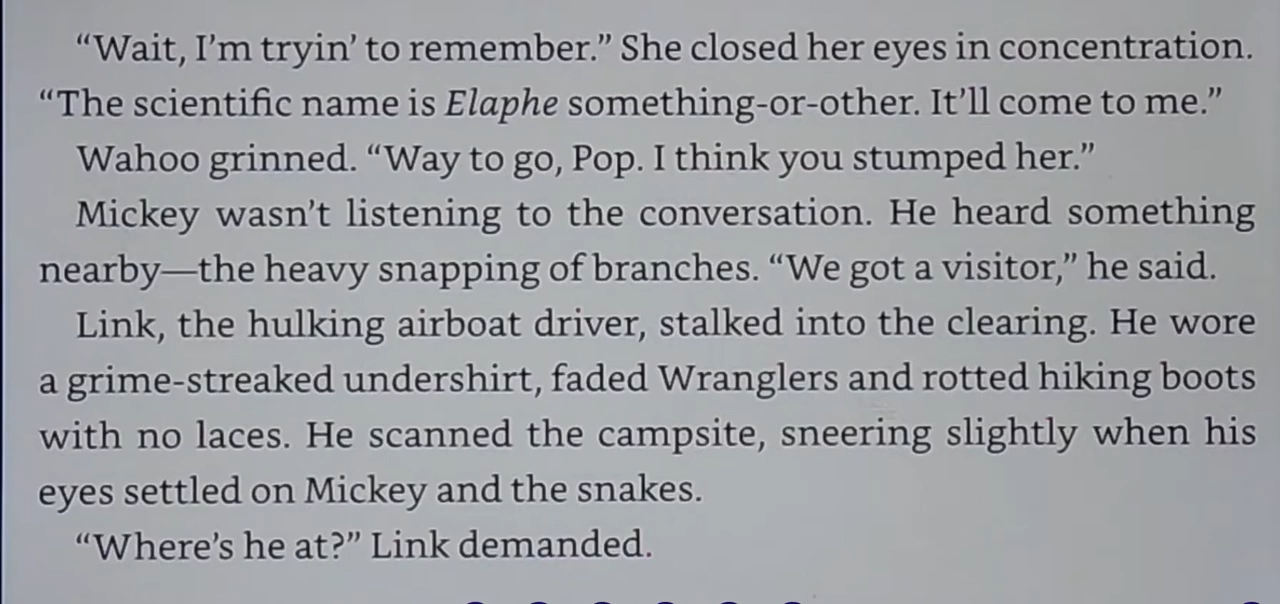 “Wait, I’m tryin’ to remember.” She closed her eyes in concentration.
“The scientific name is Elaphe something-or-other. It’ll come to me.”
Wahoo grinned. “Way to go, Pop. I think you stumped her.”
Mickey wasn’t listening to the conversation. He heard something
nearby—the heavy snapping of branches. “We got a visitor,” he said.
Link, the hulking airboat driver, stalked into the clearing. He wore
a grime-streaked undershirt, faded Wranglers and rotted hiking boots
with no laces. He scanned the campsite, sneering slightly when his
eyes settled on Mickey and the snakes.
“Where’s he at?” Link demanded.